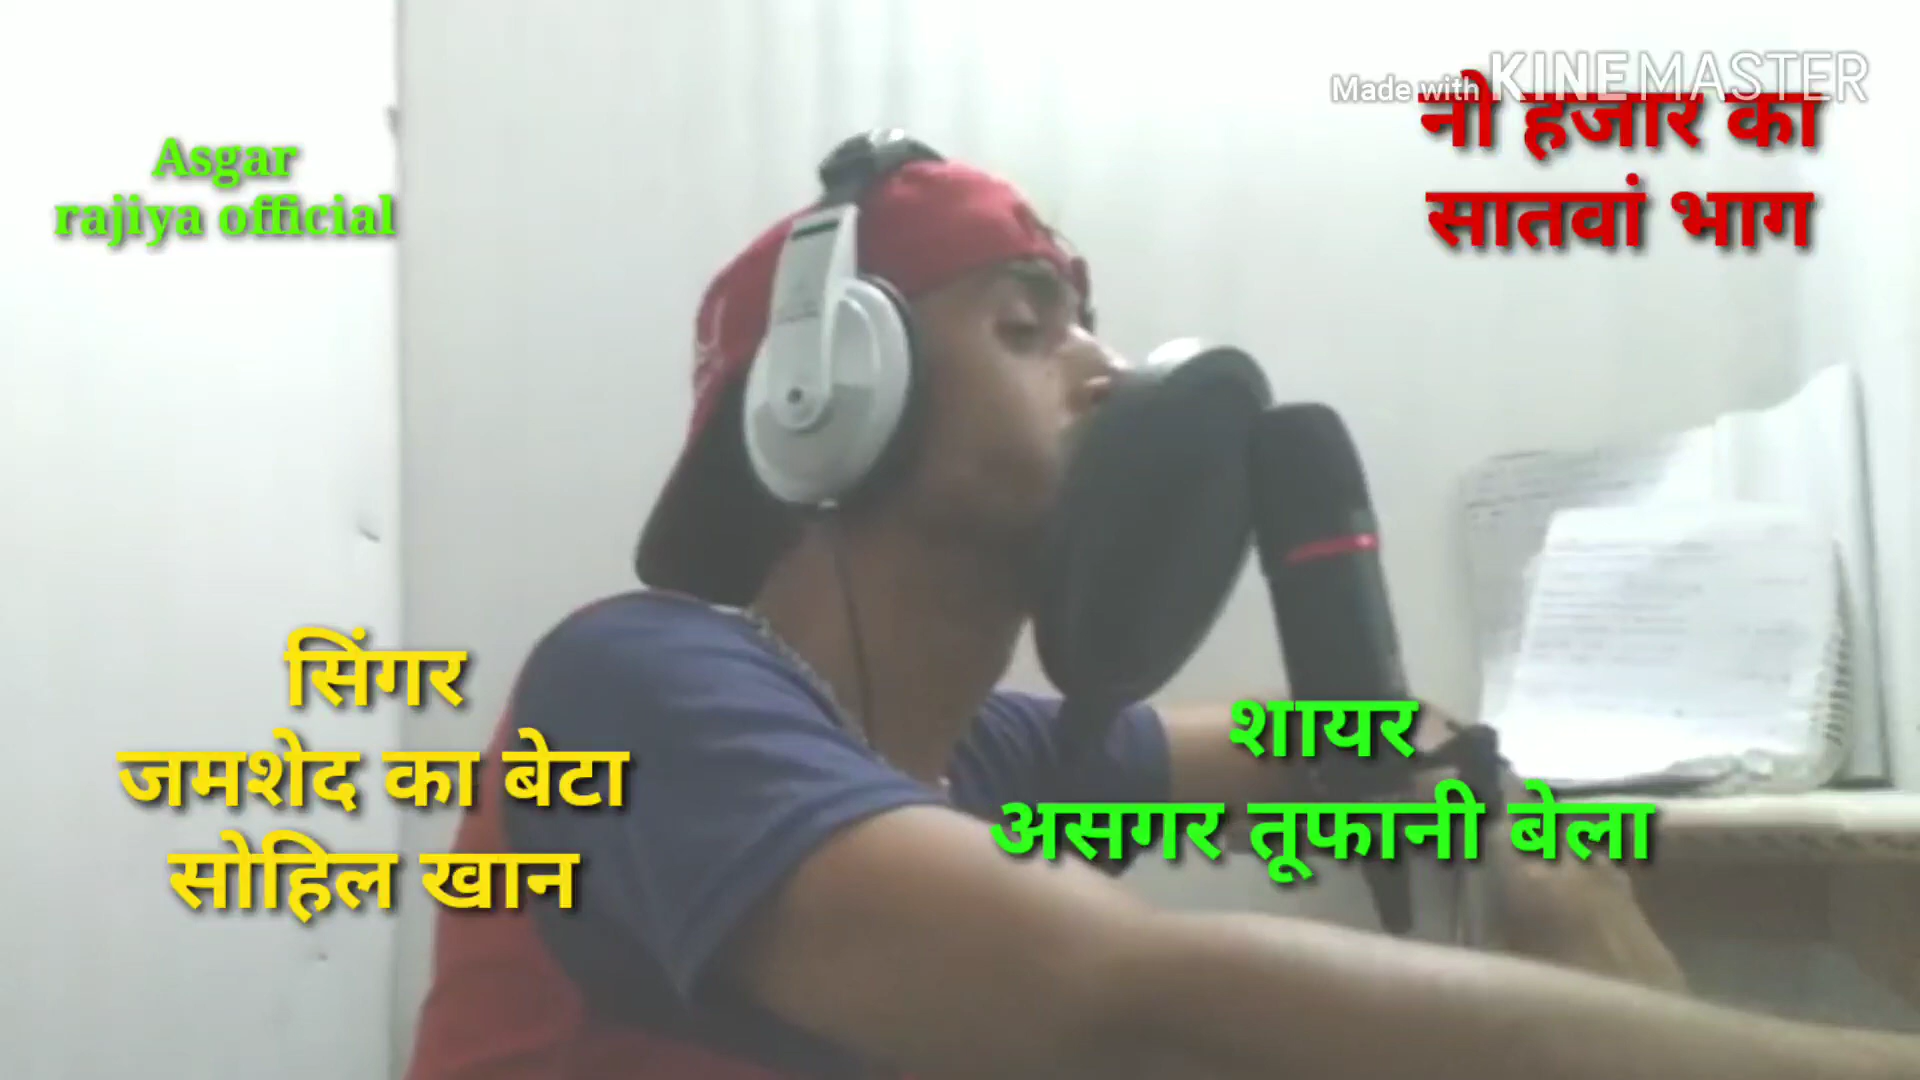 Made with KINEMASTER
नो हजार का
सातवां भाग
Asgar
rajiya official
सिंगर
जमशेद का बेटा
सोहिल खान
शायर
असगर तूफानी बेला